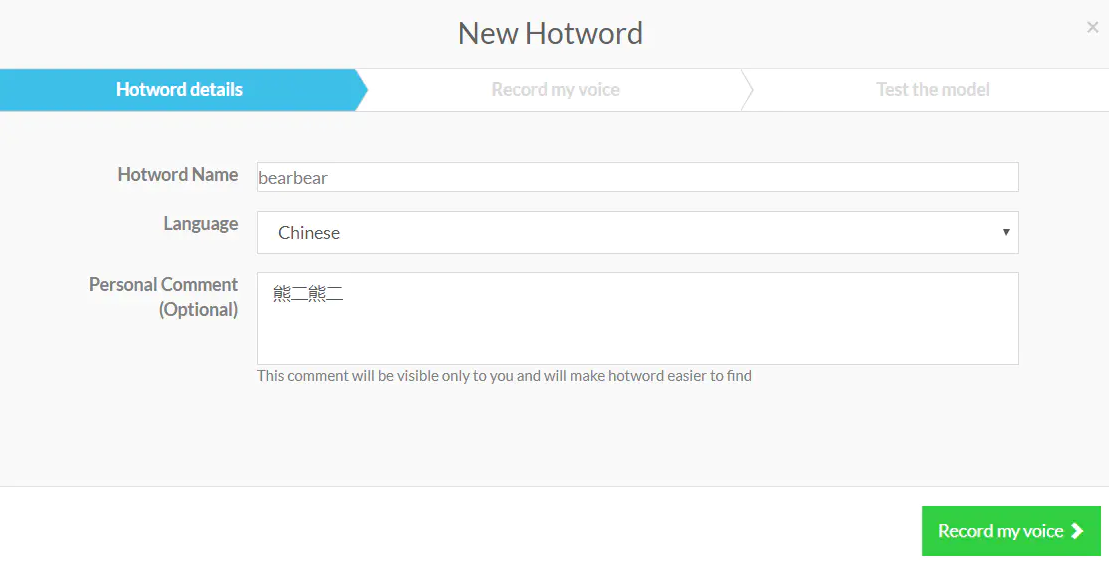 New Hotword
×
Hotword details
Record my voice
Test the model
Hotword Name
bearbear
Language
Chinese
Personal Comment
(Optional)
熊二熊二
This comment will be visible only to you and will make hotword easier to find
Record my voice